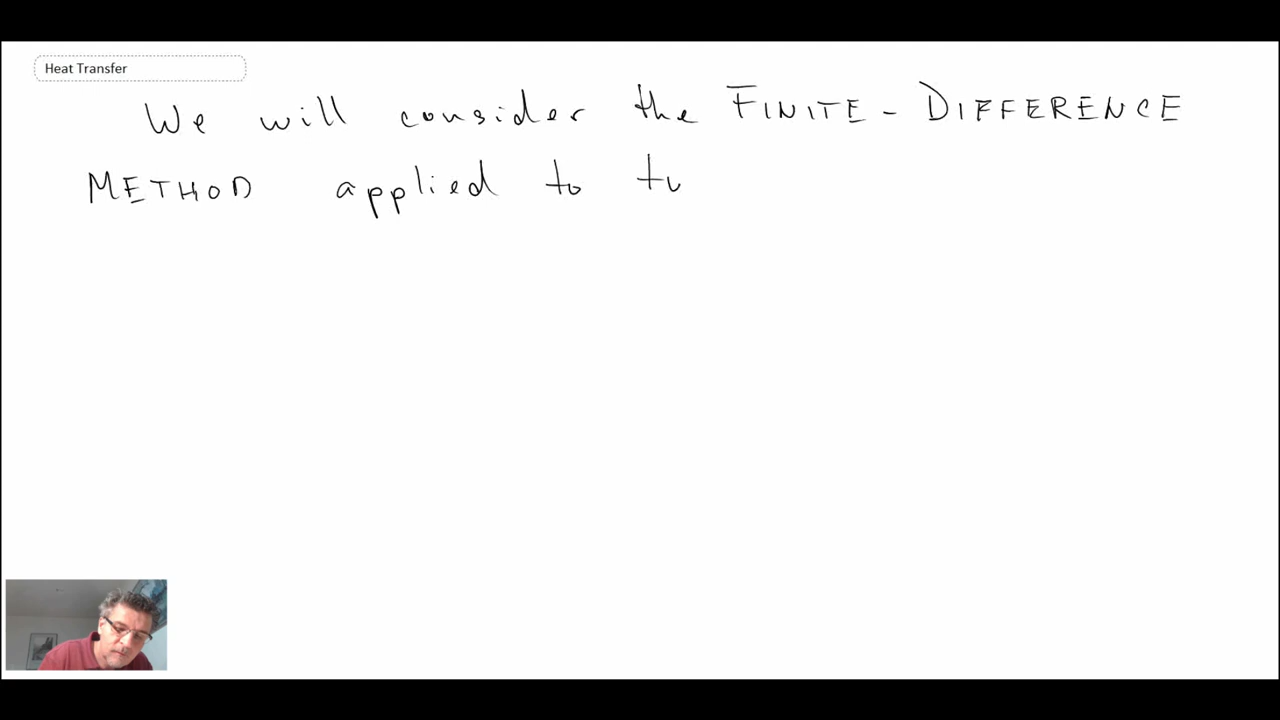 Heat Transfer
We will consider the FINITE - DIFFERENCE
METHOD applied to